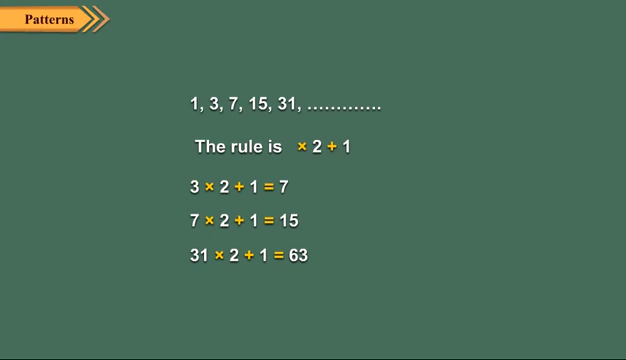 Patterns
1, 3, 7, 15, 31, .............
The rule is × 2 + 1
3 × 2 + 1 = 7
7 × 2 + 1 = 15
31 × 2 + 1 = 63